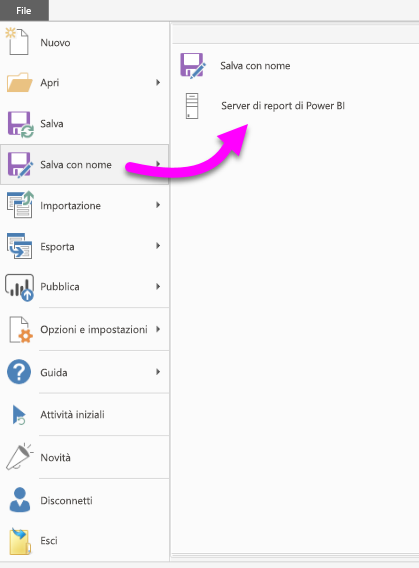 File
Nuovo
Apri
Salva
Salva con nome
Importazione
Esporta
Pubblica
Opzioni e impostazioni
Guida
Attività iniziali
Novità
Disconnetti
Esci
Salva con nome
Server di report di Power BI